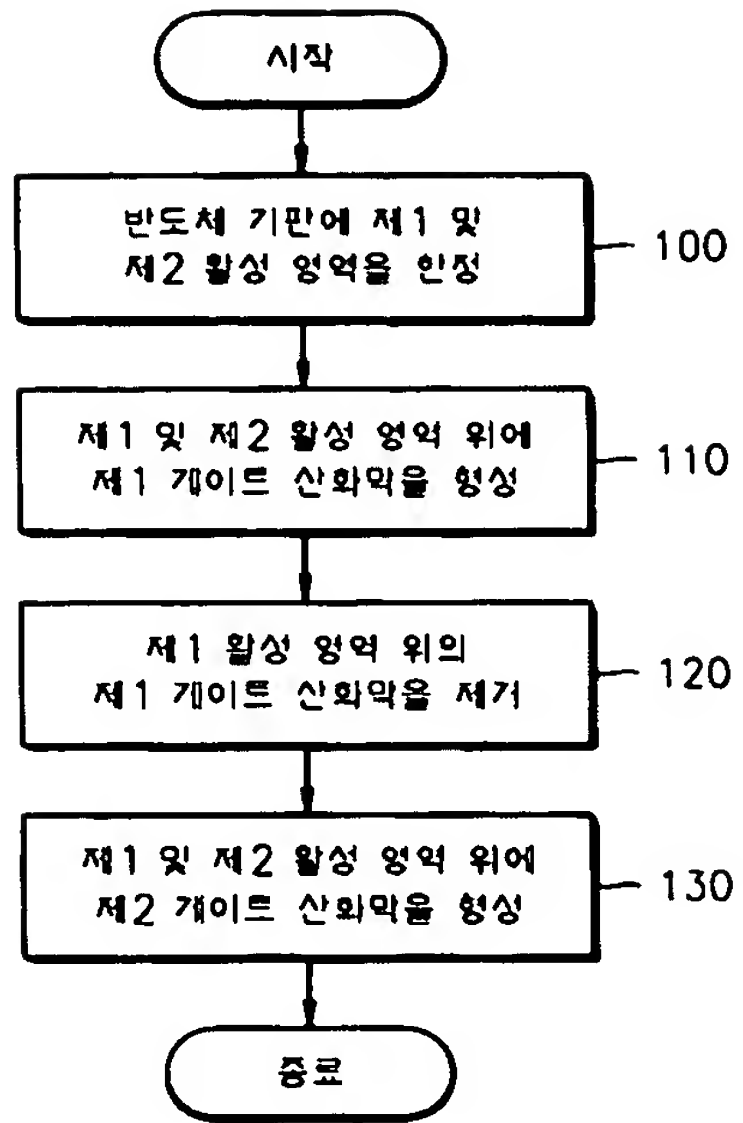 시작
반도체 기판에 제1 및
제2 활성 영역을 한정
100
제1 및 제2 활성 영역 위에
제1 게이트 산화막을 형성
110
제1 활성 영역 위의
제1 게이트 산화막을 제거
120
제1 및 제2 활성 영역 위에
제2 게이트 산화막을 형성
130
종료